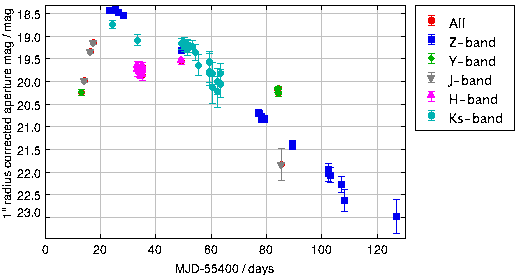 18.5
19.0
19.5
20.0
20.5
21.0
21.5
22.0
22.5
23.0
1" radius corrected aperture mag / mag
0
20
40
60
80
100
120
MJD-55400 / days
All
Z-band
Y-band
J-band
H-band
Ks-band